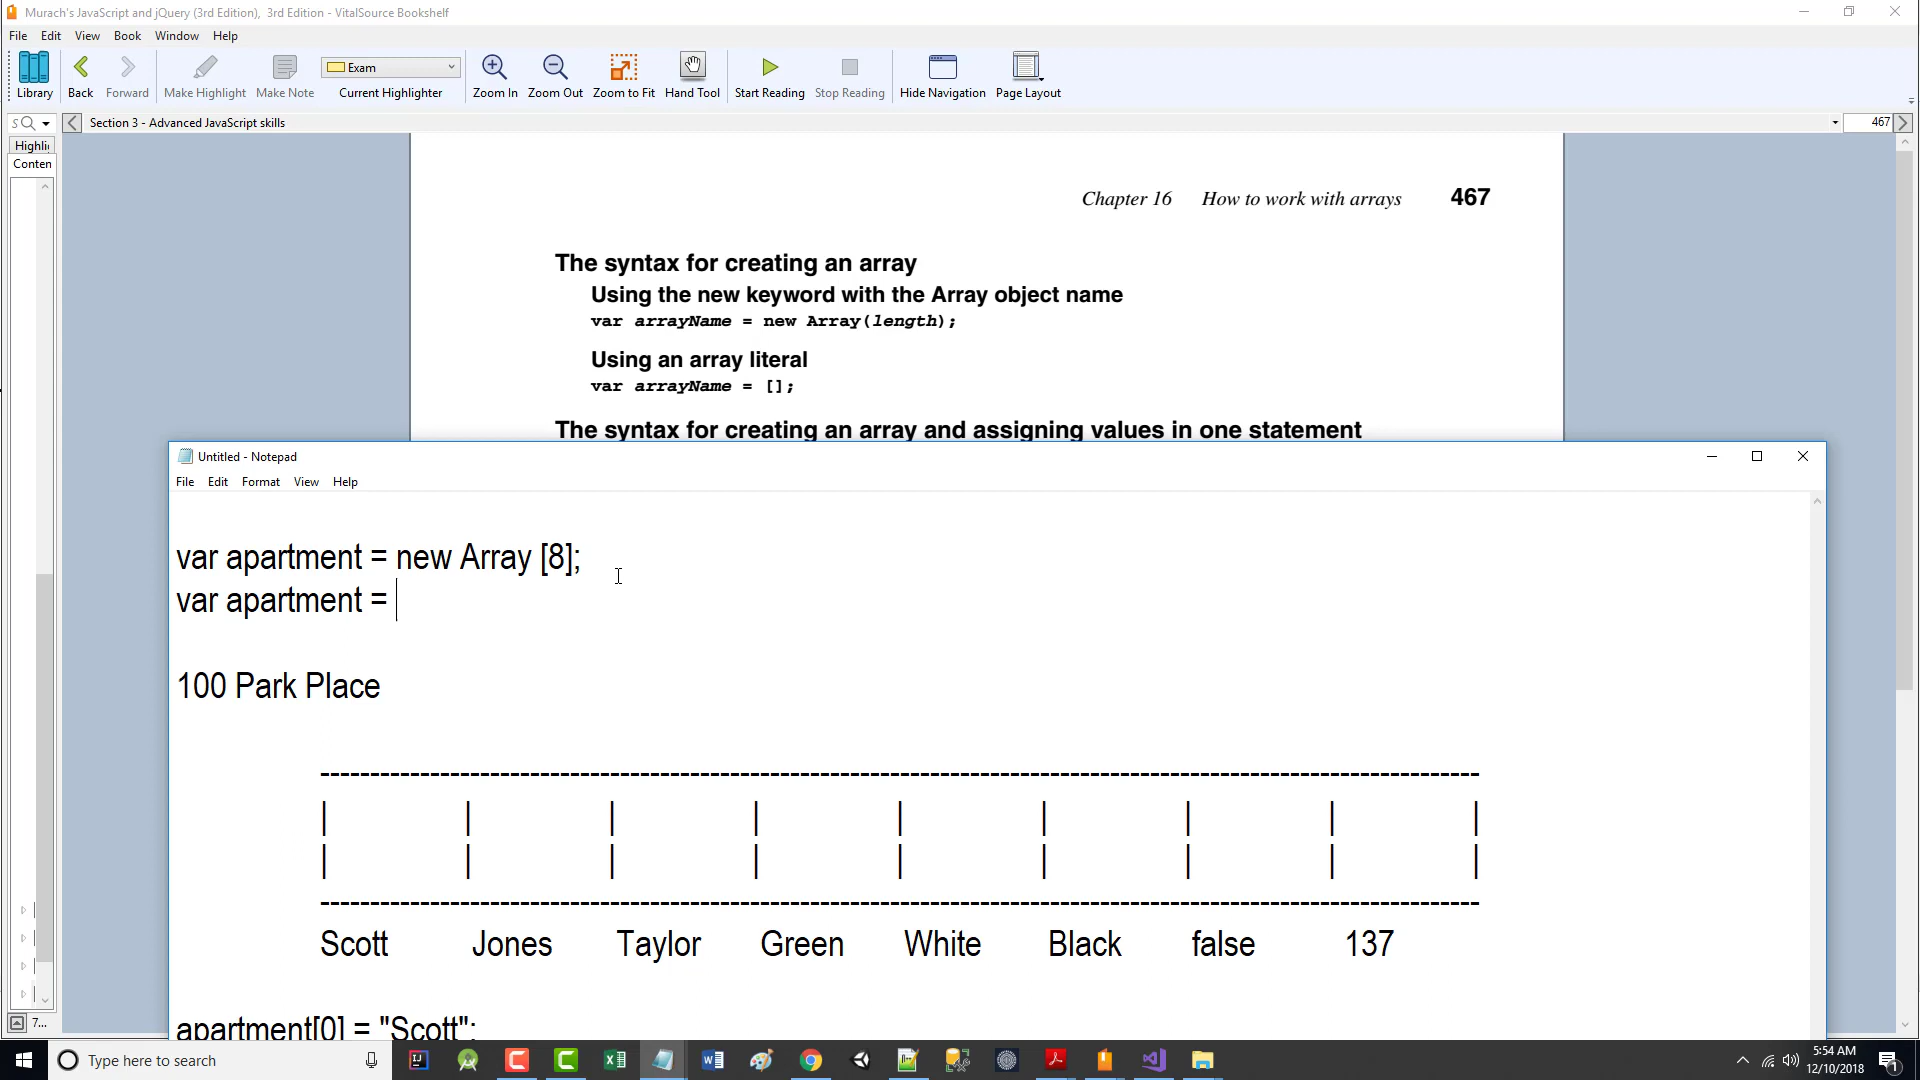 Murach's JavaScript and jQuery (3rd Edition), 3rd Edition - VitalSource Bookshelf
File Edit View Book Window Help
Exam
Library Back Forward Make Highlight Make Note Current Highlighter Zoom In Zoom Out Zoom to Fit Hand Tool Start Reading Stop Reading Hide Navigation Page Layout
S Section 3 - Advanced JavaScript skills 467
Highli
Conten
Chapter 16 How to work with arrays 467
The syntax for creating an array
Using the new keyword with the Array object name
var arrayName = new Array(length);
Using an array literal
var arrayName = [];
The syntax for creating an array and assigning values in one statement
Untitled - Notepad
File Edit Format View Help
var apartment = new Array [8];
var apartment =
100 Park Place
Scott Jones Taylor Green White Black false 137
apartment[0] = "Scott";
7...
Type here to search
5:54 AM
12/10/2018
1